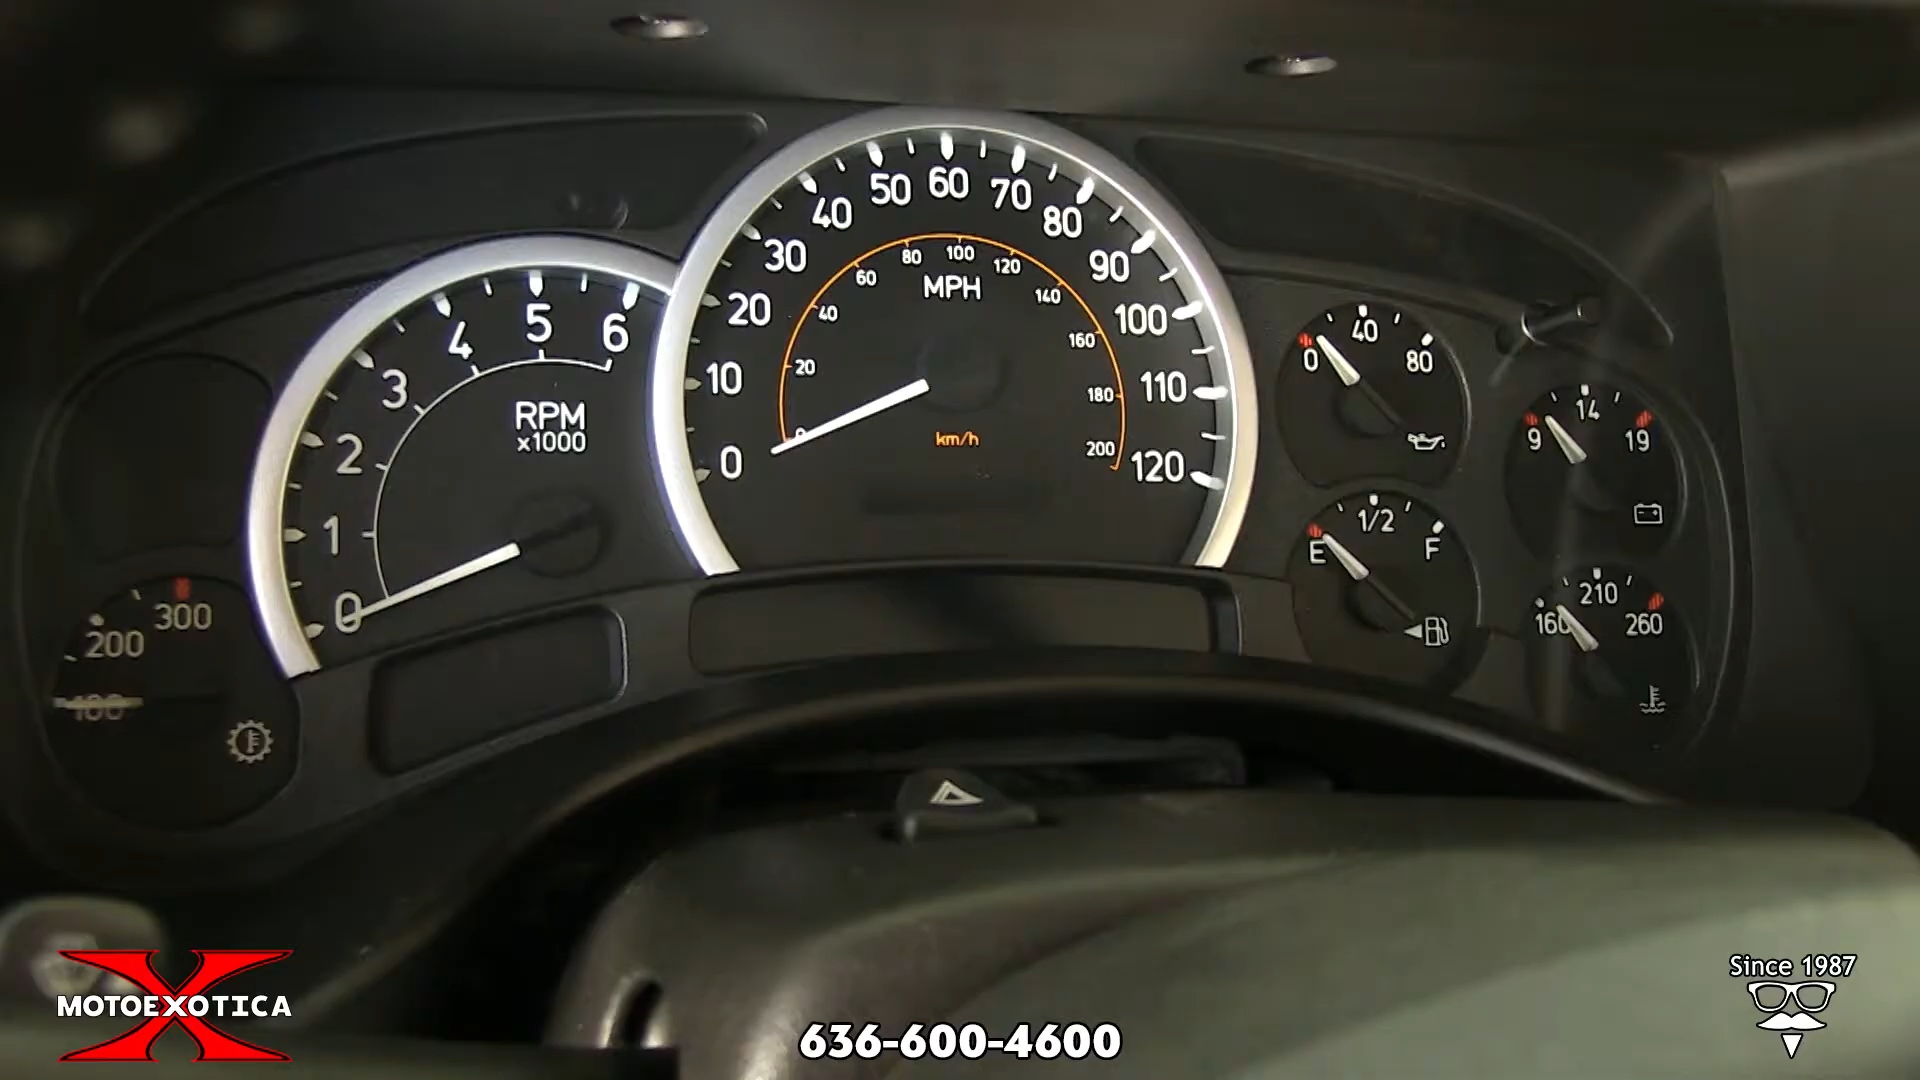 0
1
2
3
4
5
6
RPM
x1000
0
10
20
30
40
50
60
70
80
90
100
110
120
20
40
60
80
100
120
140
160
180
200
MPH
km/h
0 40 80
9 14 19
E 1/2 F
160 210 260
100 200 300
MOTOEXOTICA
636-600-4600
Since 1987